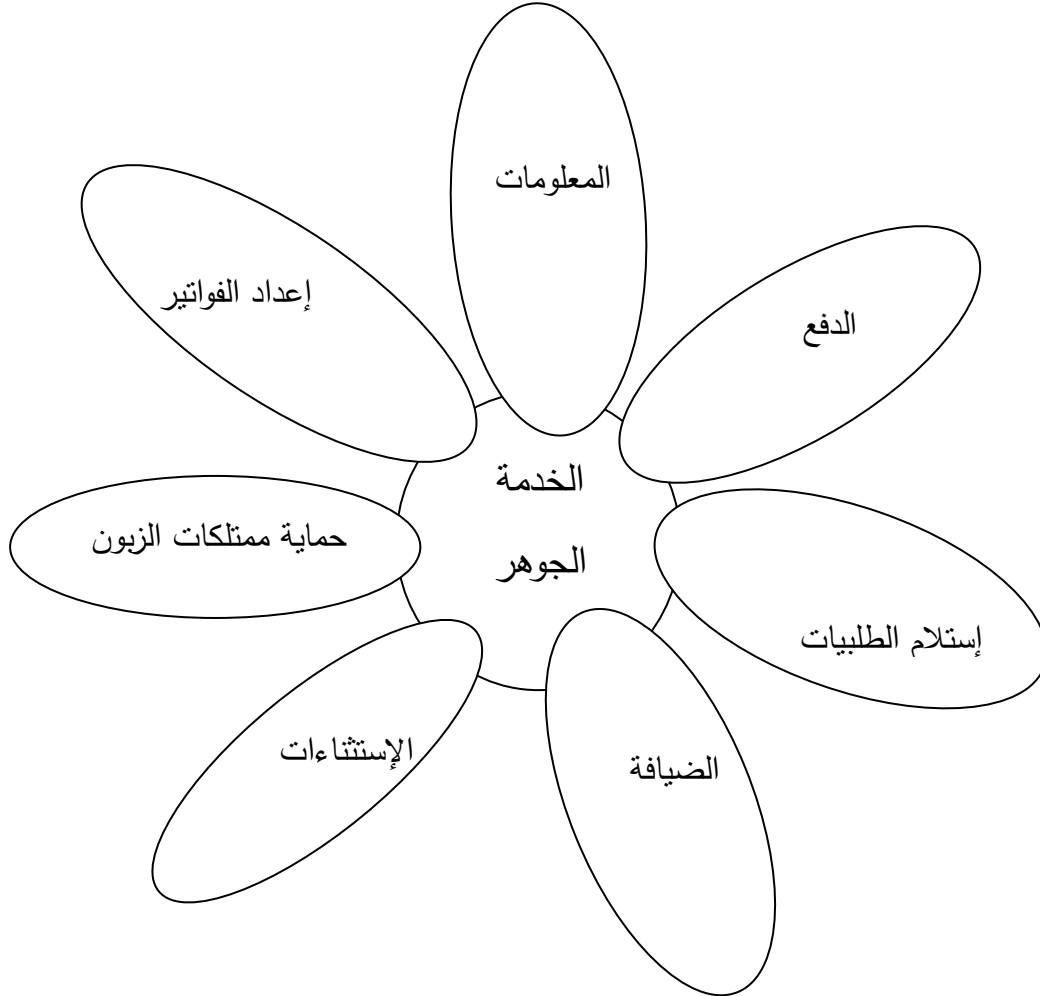 المعلومات
الدفع
إعداد الفواتير
الخدمة
الجوهر
حماية ممتلكات الزبون
إستلام الطلبيات
الإستثناءات
الضيافة